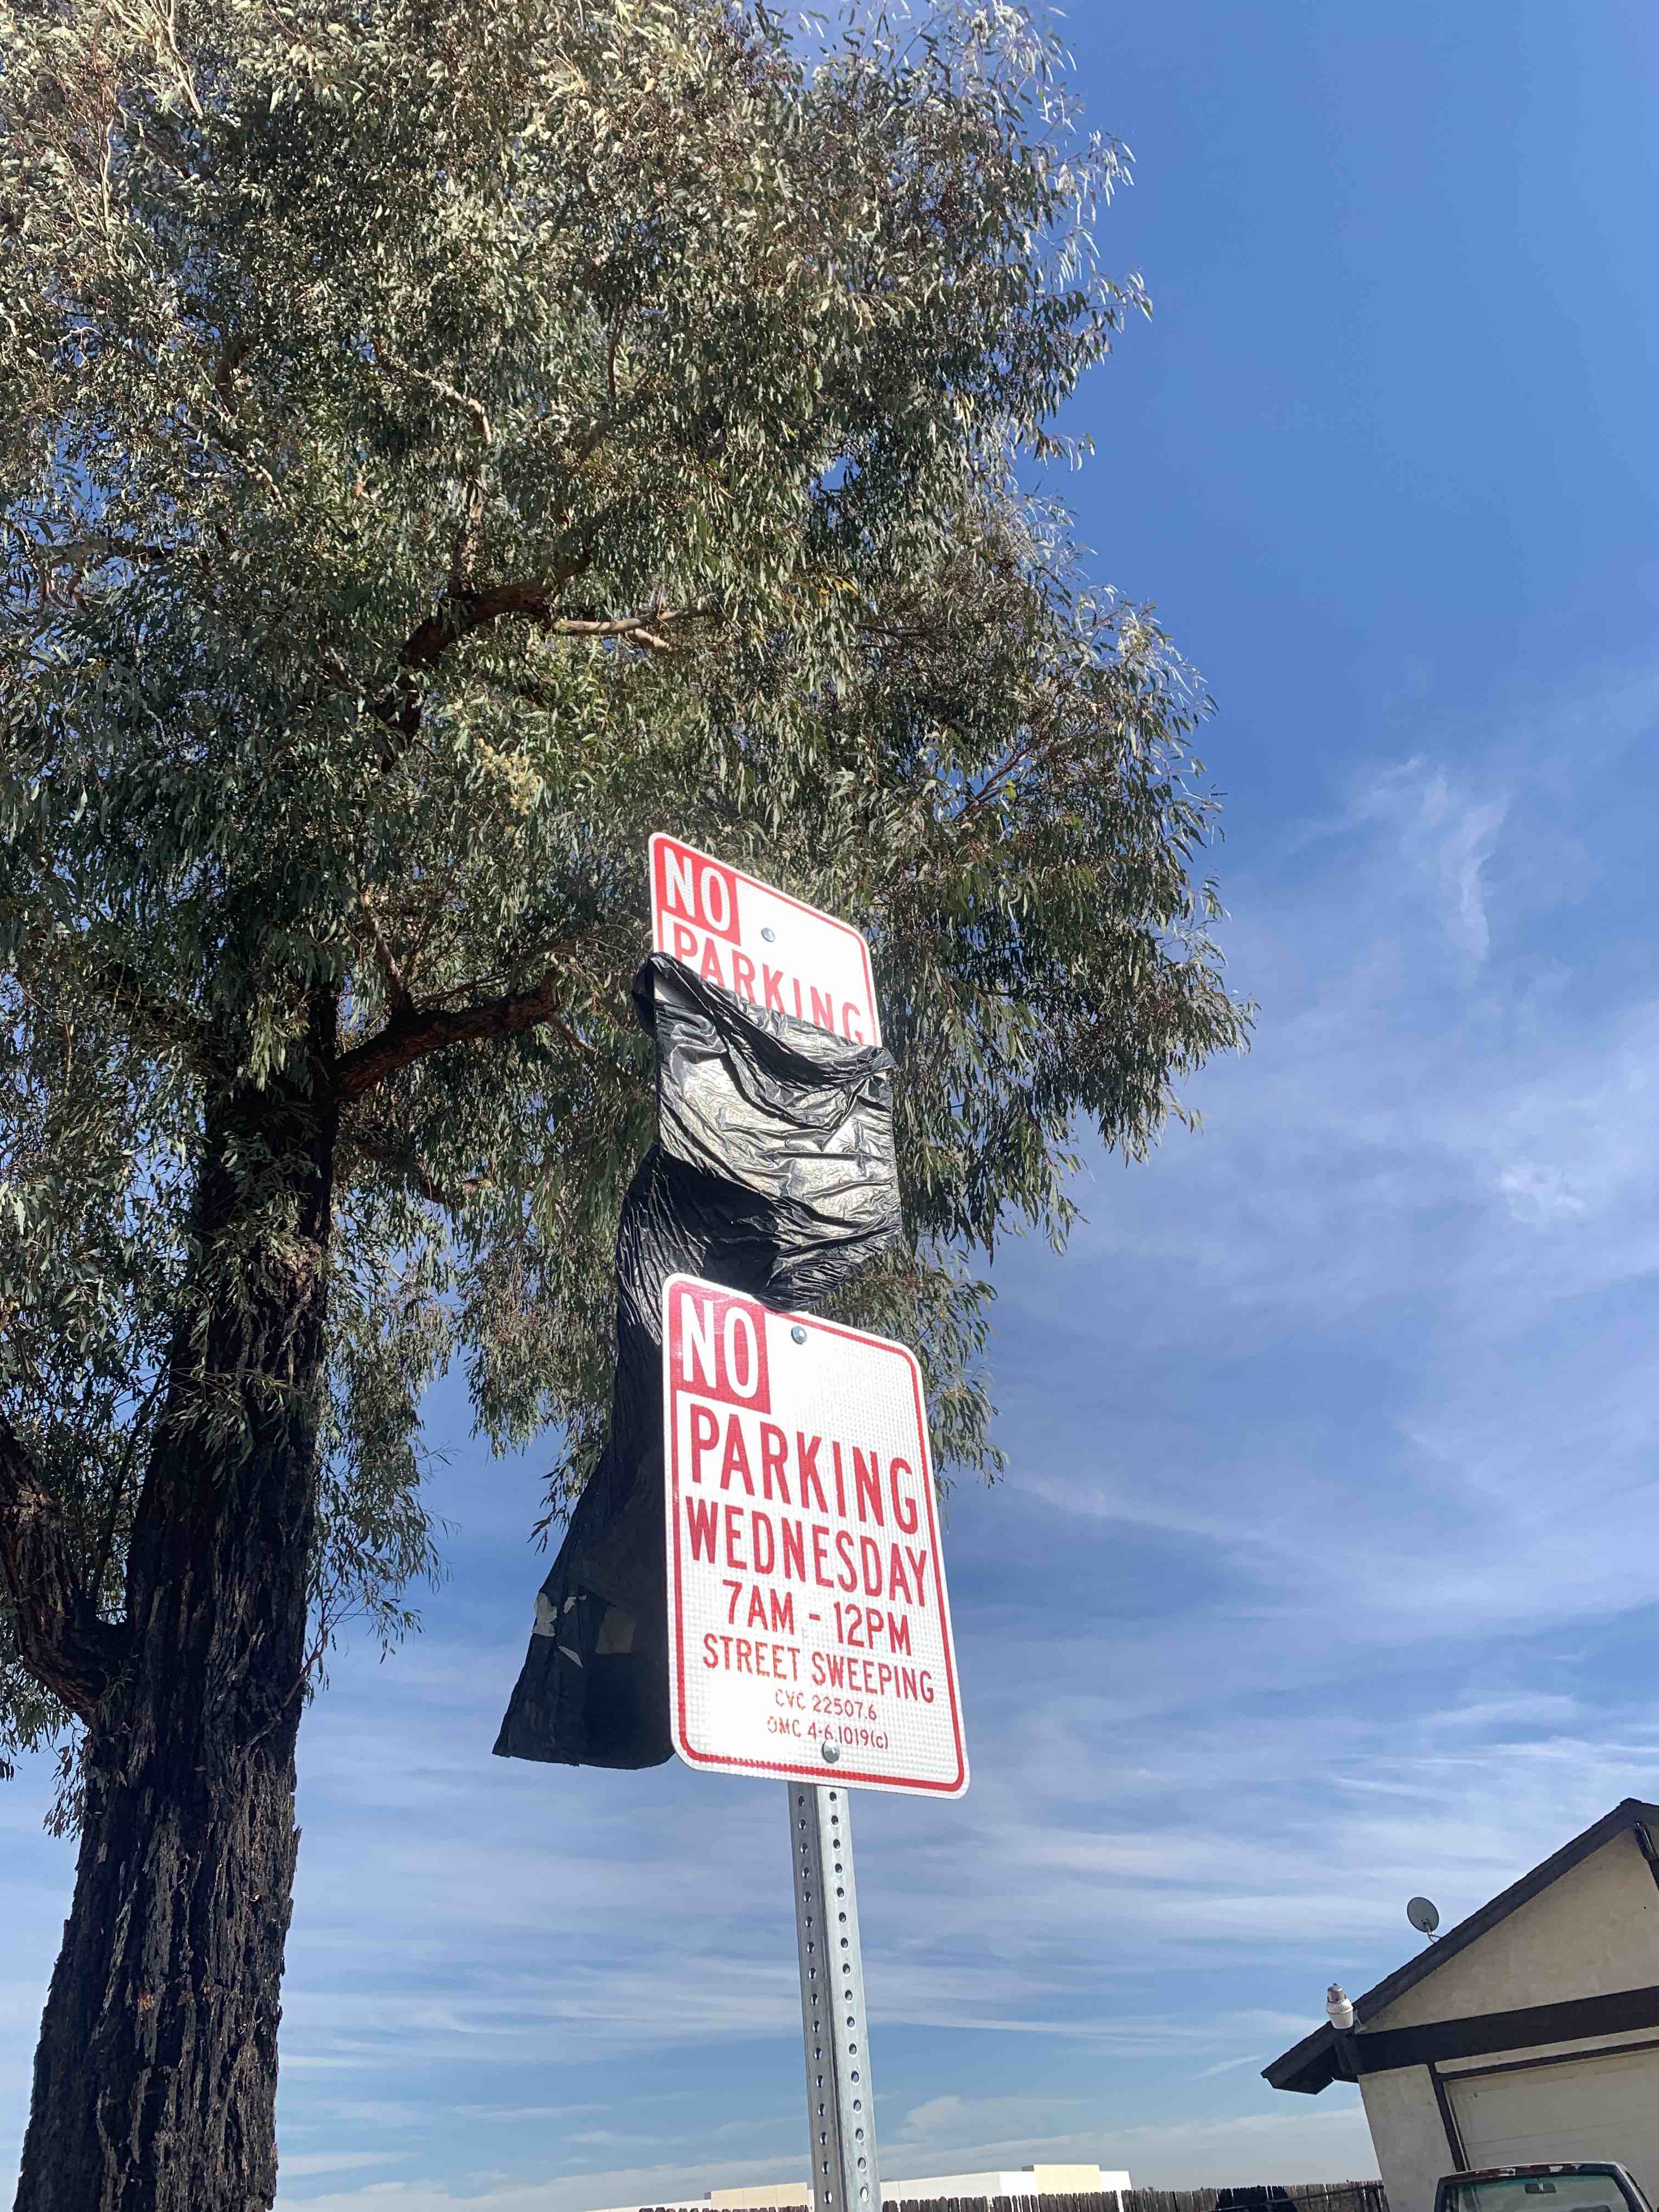 NO
PARKING
NO
PARKING
WEDNESDAY
7AM - 12PM
STREET SWEEPING
CVC 22507.6
OMC 4-6.1019(c)